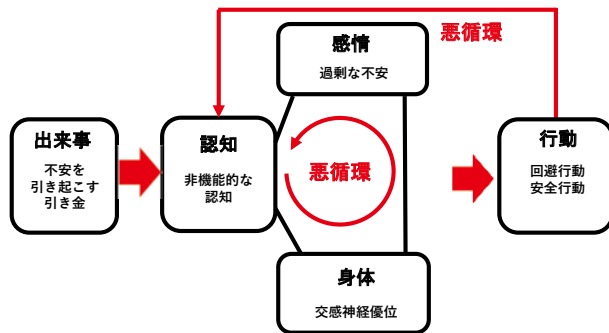 悪循環
感情
過剰な不安
出来事
不安を
引き起こす
引き金
認知
非機能的な
認知
悪循環
行動
回避行動
安全行動
身体
交感神経優位